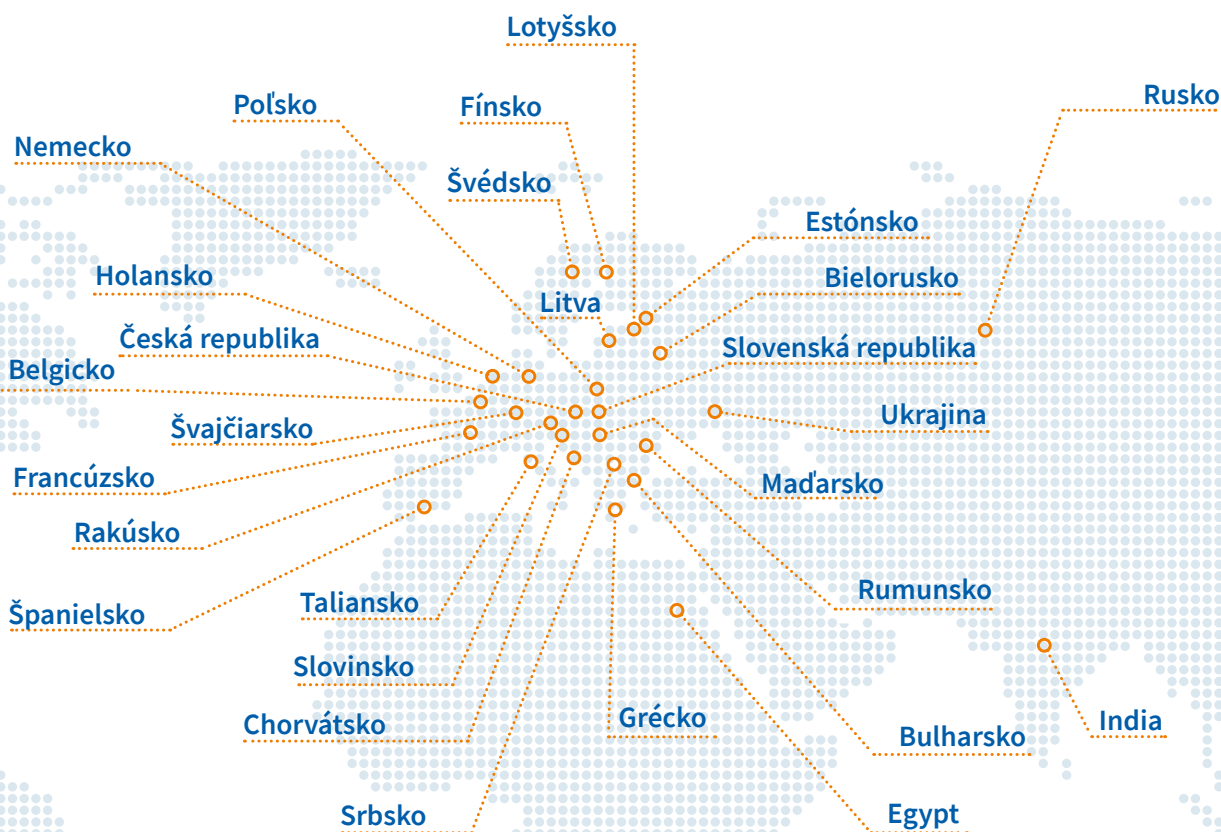 Lotyšsko
Rusko
Poľsko
Fínsko
Nemecko
Švédsko
Estónsko
Holansko
Bielorusko
Litva
Česká republika
Slovenská republika
Belgicko
Ukrajina
Švajčiarsko
Francúzsko
Maďarsko
Rakúsko
Rumunsko
Taliansko
Španielsko
Slovinsko
Grécko
India
Chorvátsko
Bulharsko
Srbsko
Egypt